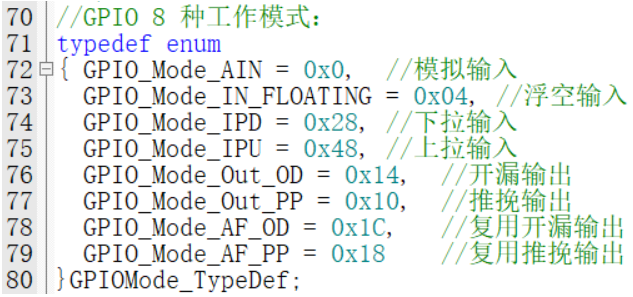 70 //GPIO 8 种工作模式:
71 typedef enum
72 { GPIO_Mode_AIN = 0x0, //模拟输入
73 GPIO_Mode_IN_FLOATING = 0x04, //浮空输入
74 GPIO_Mode_IPD = 0x28, //下拉输入
75 GPIO_Mode_IPU = 0x48, //上拉输入
76 GPIO_Mode_Out_OD = 0x14, //开漏输出
77 GPIO_Mode_Out_PP = 0x10, //推挽输出
78 GPIO_Mode_AF_OD = 0x1C, //复用开漏输出
79 GPIO_Mode_AF_PP = 0x18 //复用推挽输出
80 }GPIOMode_TypeDef;